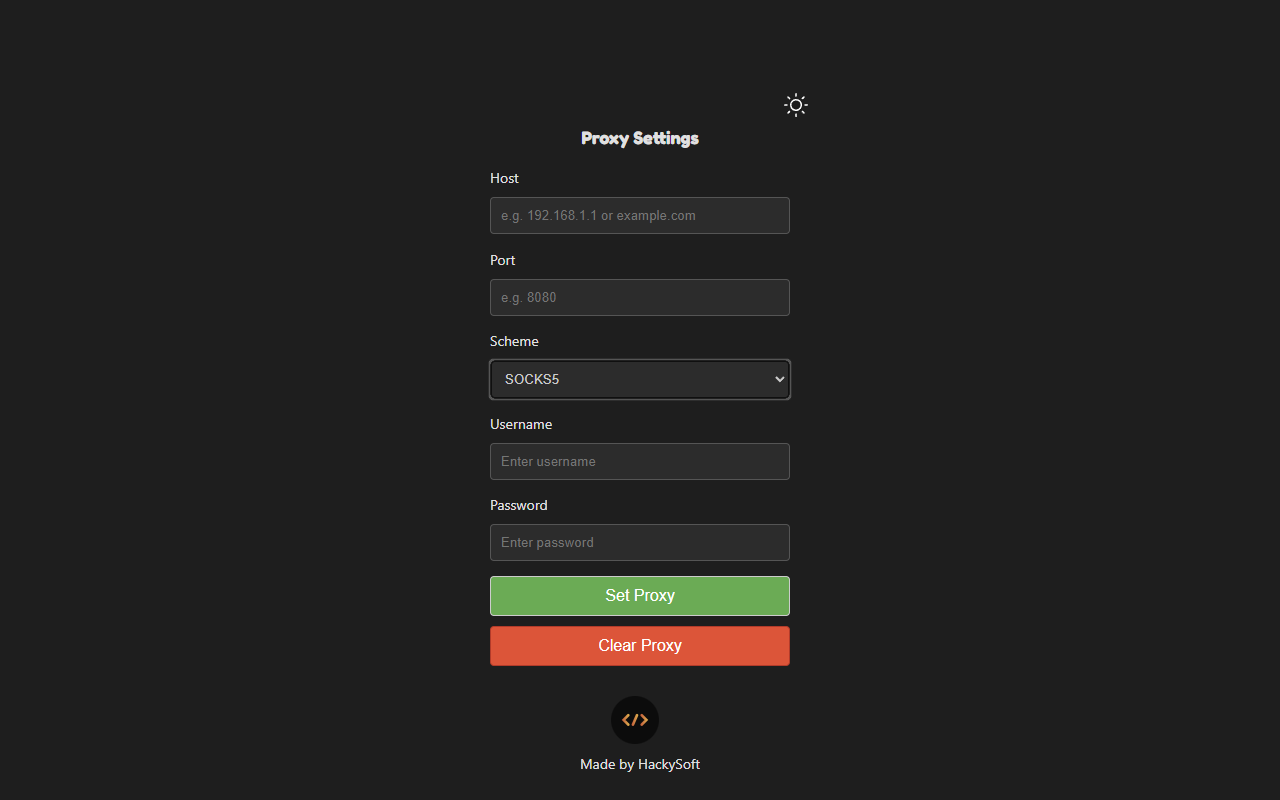 Proxy Settings
Host
e.g. 192.168.1.1 or example.com
Port
e.g. 8080
Scheme
SOCKS5
Username
Enter username
Password
Enter password
Set Proxy
Clear Proxy
</>
Made by HackySoft